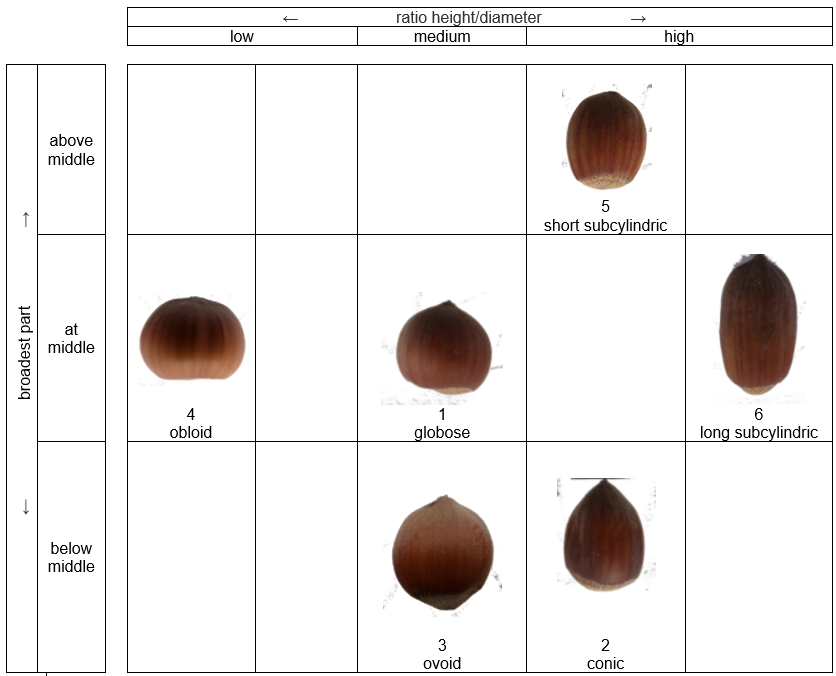 ← ratio height/diameter →
low medium high
↑
broadest part
↓
above
middle
5
short subcylindric
at
middle
4
obloid
1
globose
6
long subcylindric
below
middle
3
ovoid
2
conic